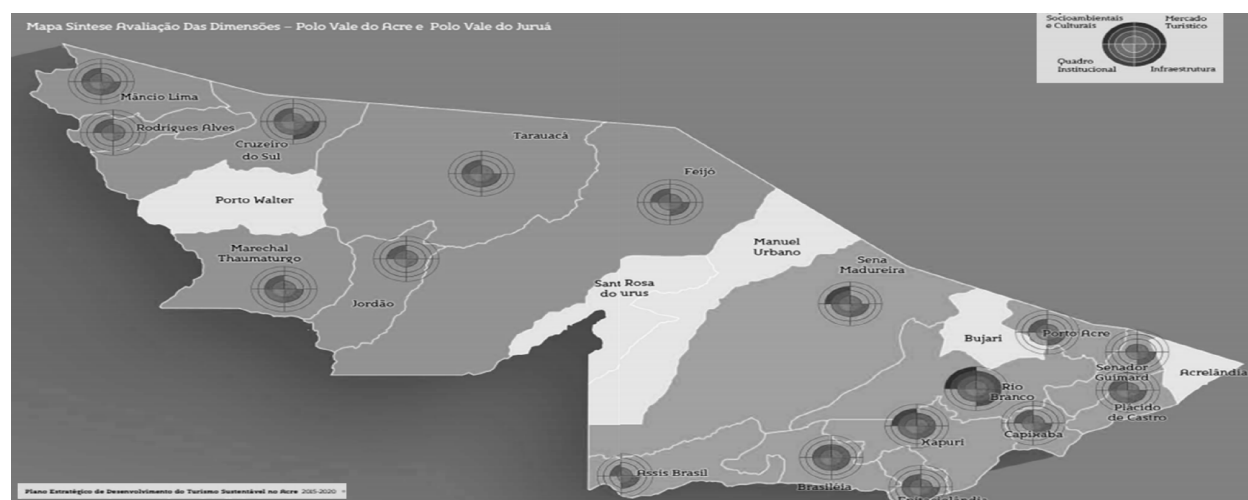 Mapa Síntese Avaliação Das Dimensões – Polo Vale do Acre e Polo Vale do Juruá
Socioambientais
e Culturais
Mercado
Turístico
Quadro
Institucional
Infraestrutura
Mâncio Lima
Rodrigues Alves
Cruzeiro
do Sul
Tarauacá
Feijó
Porto Walter
Marechal
Thaumaturgo
Jordão
Manuel
Urbano
Sant Rosa
do urus
Sena
Madureira
Bujari
Porto Acre
Senador
Guimard
Acrelândia
Rio
Branco
Plácido
de Castro
Xapuri
Capixaba
Assis Brasil
Brasiléia
Plano Estratégico de Desenvolvimento do Turismo Sustentável no Acre 2015-2020